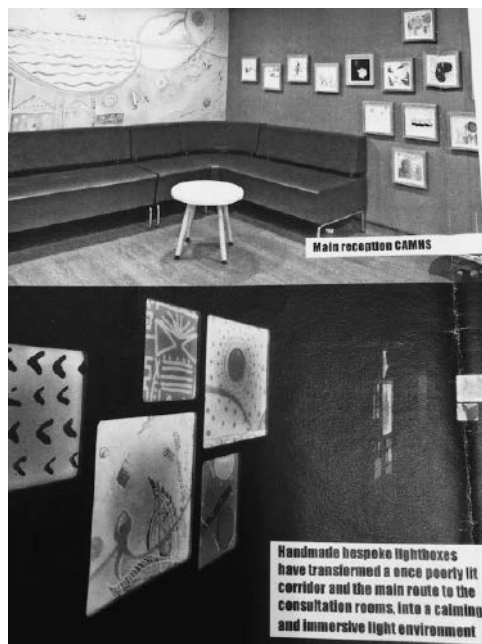 Main reception CAMHS
Handmade bespoke lightboxes
have transformed a once poorly lit
corridor and the main route to the
consultation rooms, into a calming
and immersive light environment